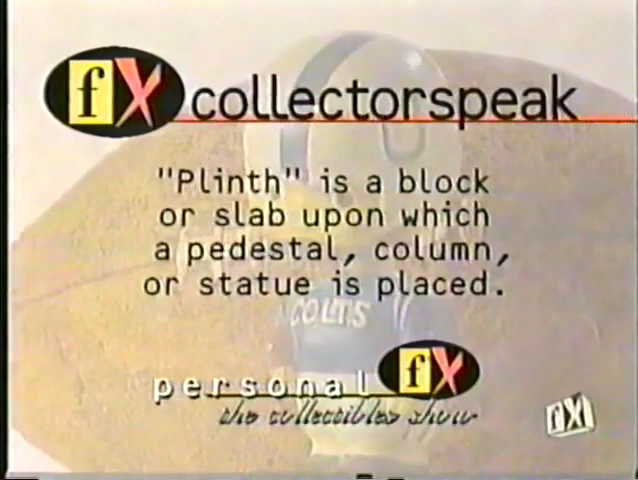 fX collectorspeak
"Plinth" is a block
or slab upon which
a pedestal, column,
or statue is placed.
COLTS
personal fX
the collectibles show
fX